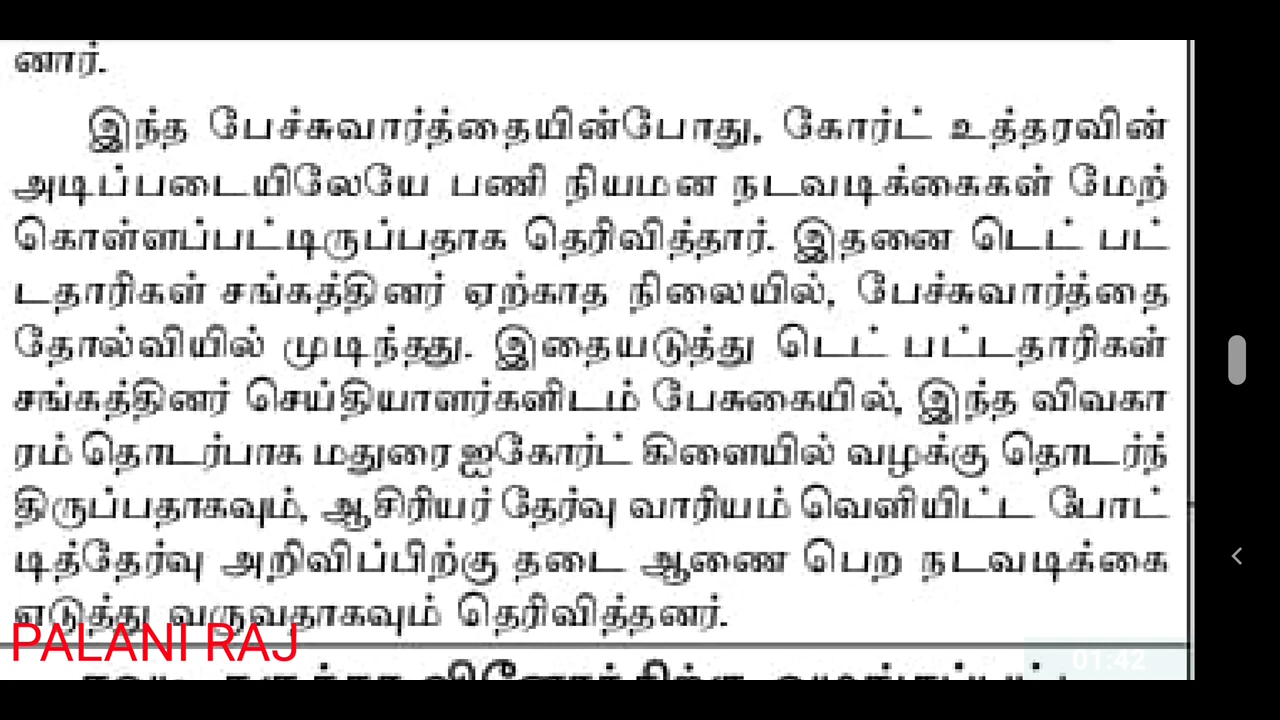 னார்.
இந்த பேச்சுவார்த்தையின்போது, கோர்ட் உத்தரவின்
அடிப்படையிலேயே பணி நியமன நடவடிக்கைகள் மேற்
கொள்ளப்பட்டிருப்பதாக தெரிவித்தார். இதனை டெட் பட்
டதாரிகள் சங்கத்தினர் ஏற்காத நிலையில், பேச்சுவார்த்தை
தோல்வியில் முடிந்தது. இதையடுத்து டெட் பட்டதாரிகள்
சங்கத்தினர் செய்தியாளர்களிடம் பேசுகையில், இந்த விவகா
ரம் தொடர்பாக மதுரை ஐகோர்ட் கிளையில் வழக்கு தொடர்ந்
திருப்பதாகவும், ஆசிரியர் தேர்வு வாரியம் வெளியிட்ட போட்
டித்தேர்வு அறிவிப்பிற்கு தடை ஆணை பெற நடவடிக்கை
எடுத்து வருவதாகவும் தெரிவித்தனர்.
PALANI RAJ
01:42